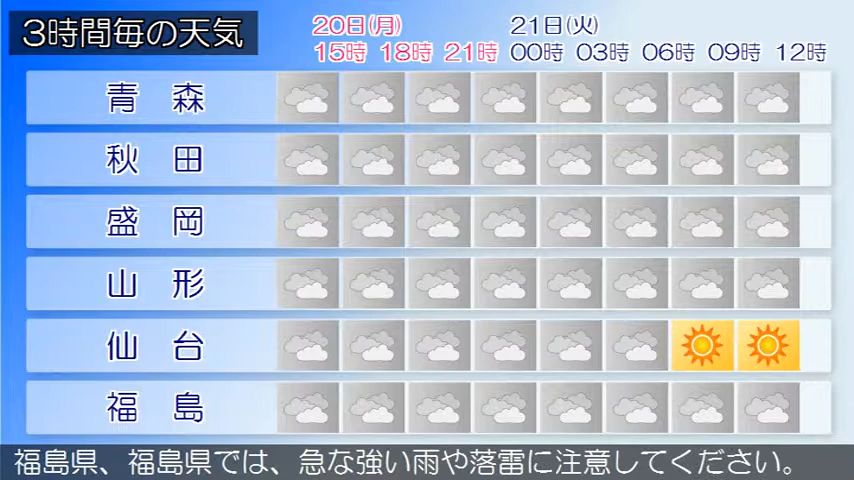 3時間毎の天気
20日(月) 21日(火)
15時 18時 21時 00時 03時 06時 09時 12時
青森
秋田
盛岡
山形
仙台
福島
福島県、福島県では、急な強い雨や落雷に注意してください。